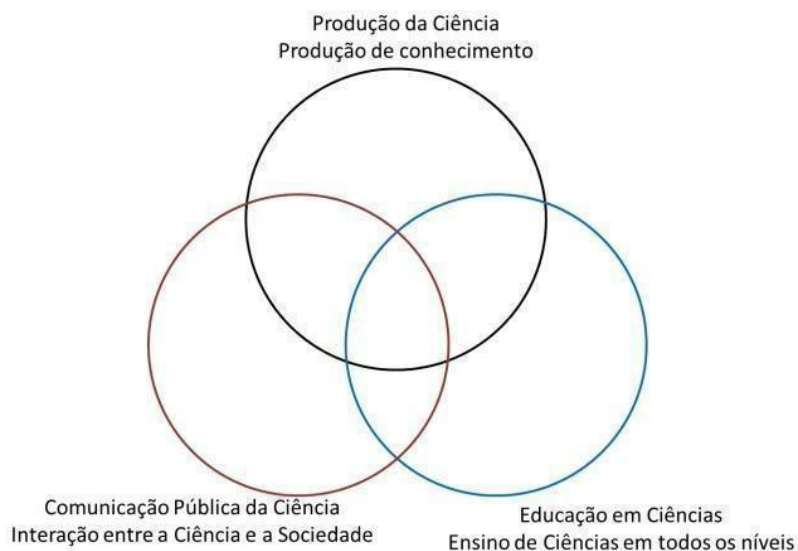 Produção da Ciência
Produção de conhecimento
Comunicação Pública da Ciência
Interação entre a Ciência e a Sociedade
Educação em Ciências
Ensino de Ciências em todos os níveis